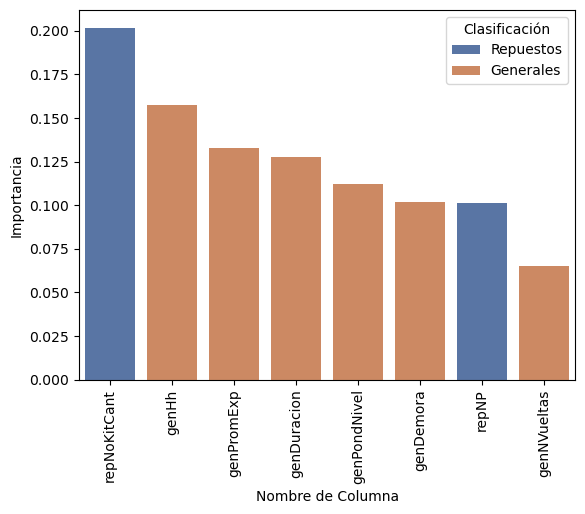 Clasificación
Repuestos
Generales
Importancia
0.200
0.175
0.150
0.125
0.100
0.075
0.050
0.025
0.000
repNoKitCant
genHh
genPromExp
genDuracion
genPondNivel
genDemora
repNP
genNVueltas
Nombre de Columna